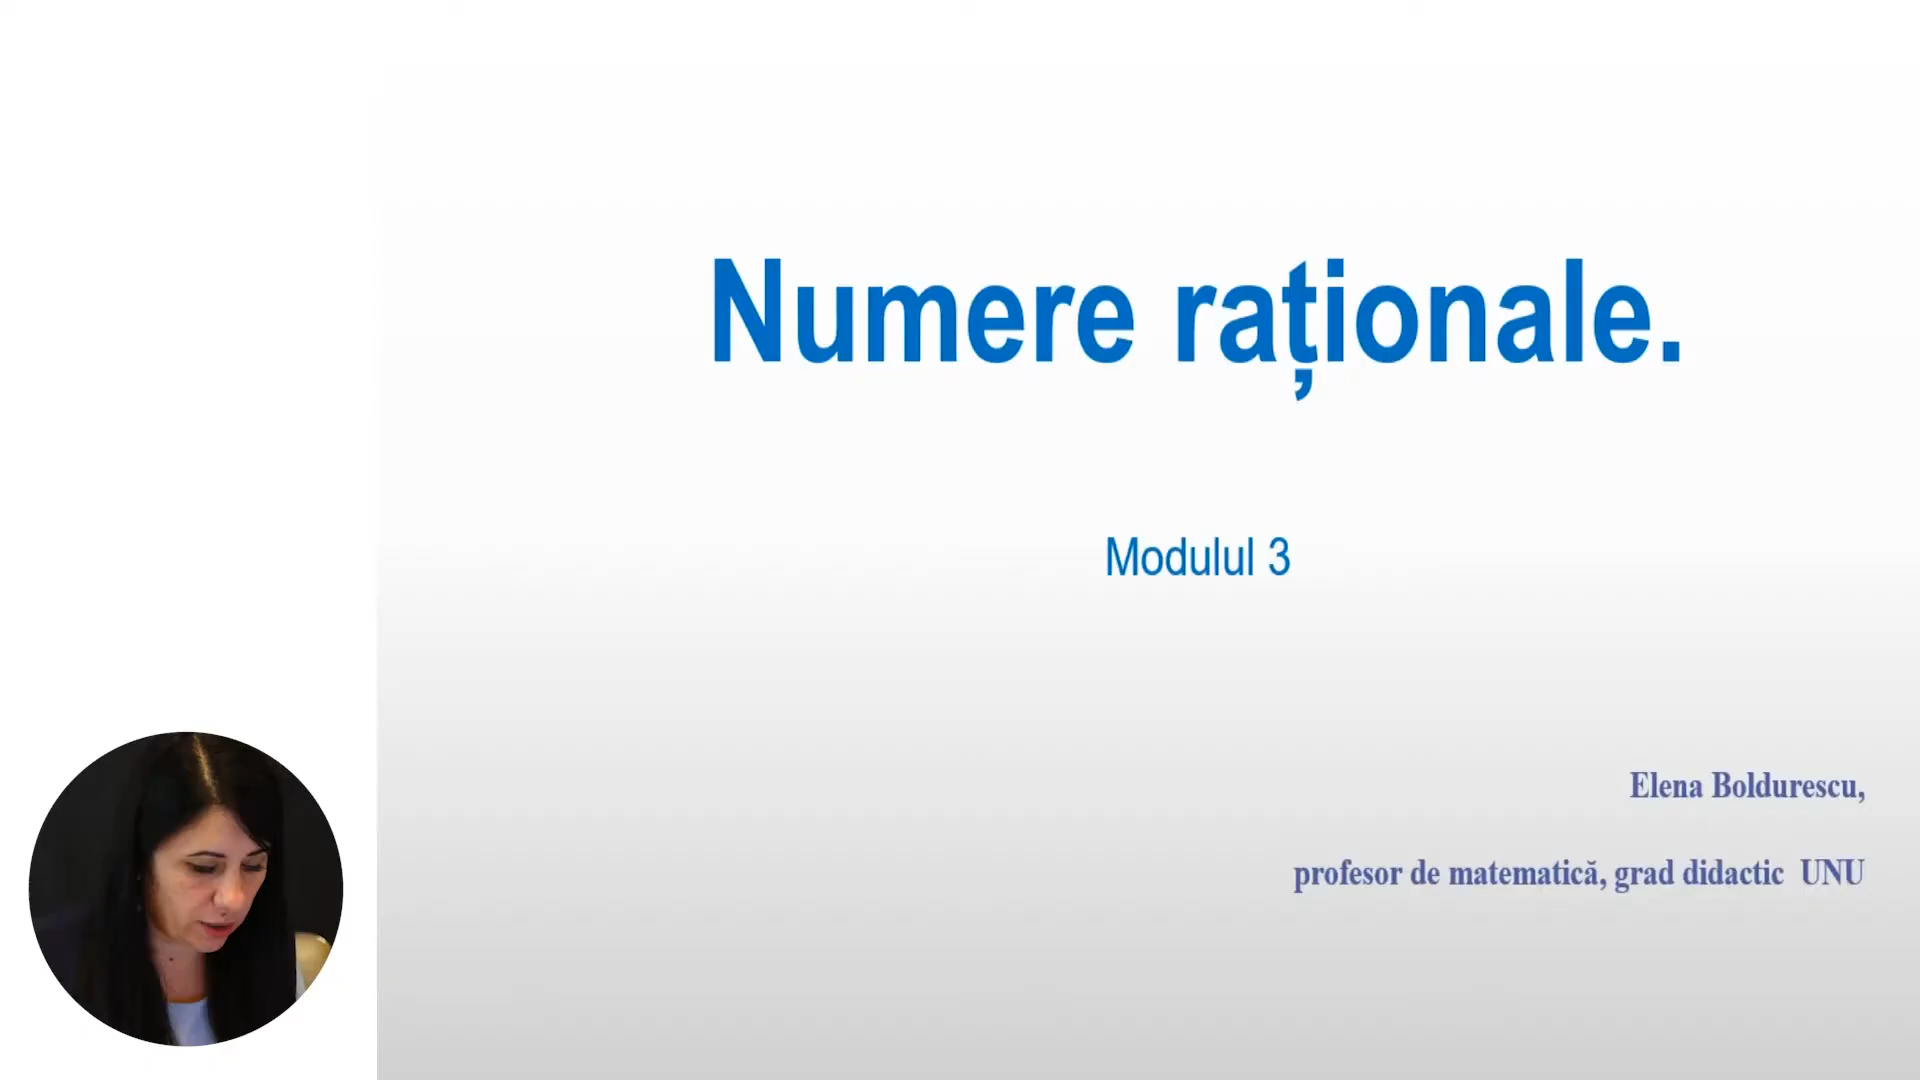 Numere raționale.
Modulul 3
Elena Boldurescu,
profesor de matematică, grad didactic UNU